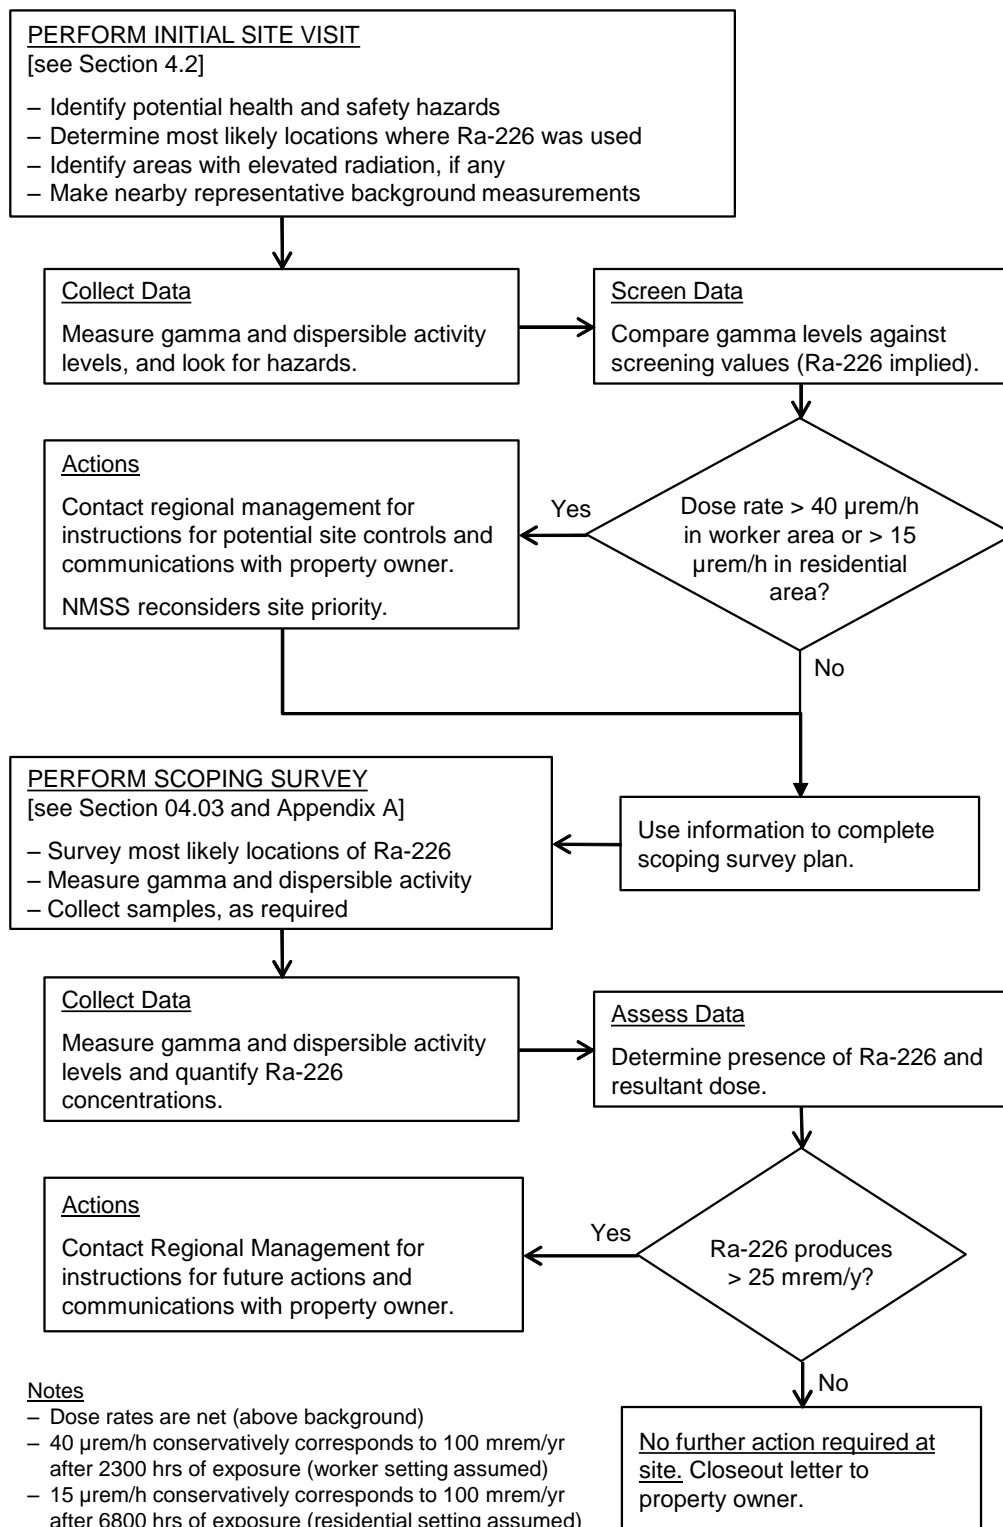 PERFORM INITIAL SITE VISIT
[see Section 4.2]
– Identify potential health and safety hazards
– Determine most likely locations where Ra-226 was used
– Identify areas with elevated radiation, if any
– Make nearby representative background measurements
Collect Data
Measure gamma and dispersible activity
levels, and look for hazards.
Screen Data
Compare gamma levels against
screening values (Ra-226 implied).
Actions
Contact regional management for
instructions for potential site controls and
communications with property owner.
NMSS reconsiders site priority.
Yes
Dose rate > 40 µrem/h
in worker area or > 15
µrem/h in residential
area?
No
PERFORM SCOPING SURVEY
[see Section 04.03 and Appendix A]
– Survey most likely locations of Ra-226
– Measure gamma and dispersible activity
– Collect samples, as required
Use information to complete
scoping survey plan.
Collect Data
Measure gamma and dispersible activity
levels and quantify Ra-226
concentrations.
Assess Data
Determine presence of Ra-226 and
resultant dose.
Actions
Contact Regional Management for
instructions for future actions and
communications with property owner.
Yes
Ra-226 produces
> 25 mrem/y?
No
Notes
– Dose rates are net (above background)
– 40 µrem/h conservatively corresponds to 100 mrem/yr
after 2300 hrs of exposure (worker setting assumed)
– 15 µrem/h conservatively corresponds to 100 mrem/yr
after 6800 hrs of exposure (residential setting assumed)
No further action required at
site. Closeout letter to
property owner.